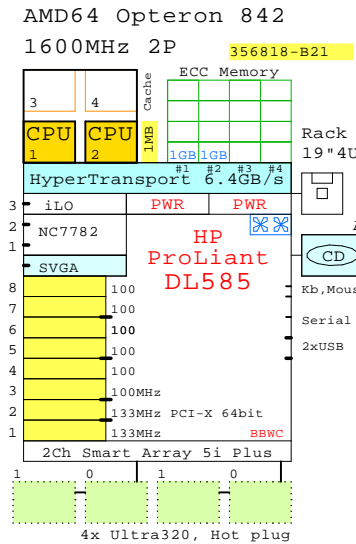 AMD64 Opteron 842
1600MHz 2P
356818-B21
ECC Memory
Cache
3 4
CPU CPU
1 2
1MB
1GB 1GB
Rack
19"4U
#1 #2 #3 #4
HyperTransport 6.4GB/s
3 iLO PWR PWR
2 NC7782
1
HP
ProLiant
DL585
CD
SVGA
8 100
Kb,Mous
7 100
Serial
6 100
2xUSB
5 100
4 100
3 100MHz
2 133MHz PCI-X 64bit
1 133MHz BBWC
2Ch Smart Array 5i Plus
1 0 1 0
4x Ultra320, Hot plug